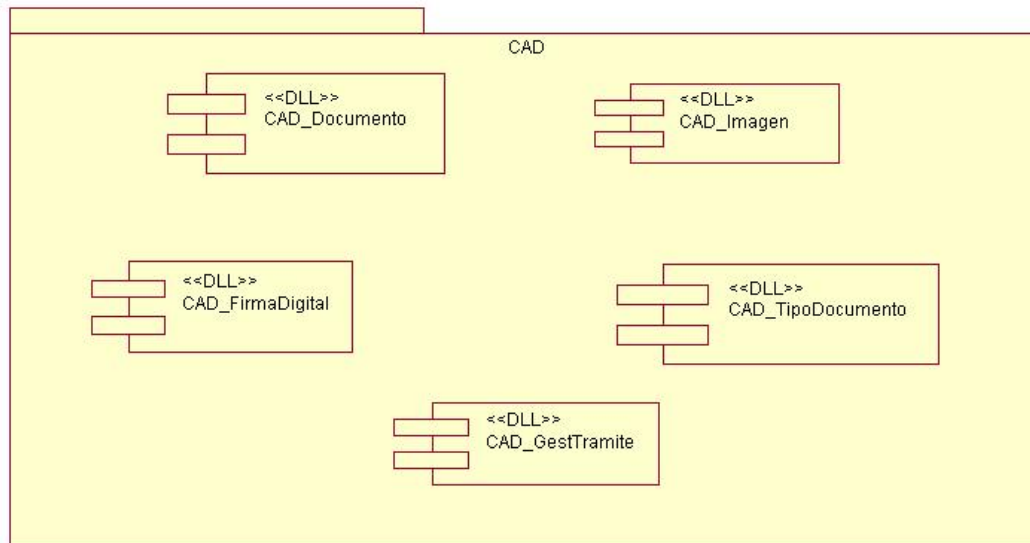 CAD
<<DLL>>
CAD_Documento
<<DLL>>
CAD_Imagen
<<DLL>>
CAD_FirmaDigital
<<DLL>>
CAD_TipoDocumento
<<DLL>>
CAD_GestTramite